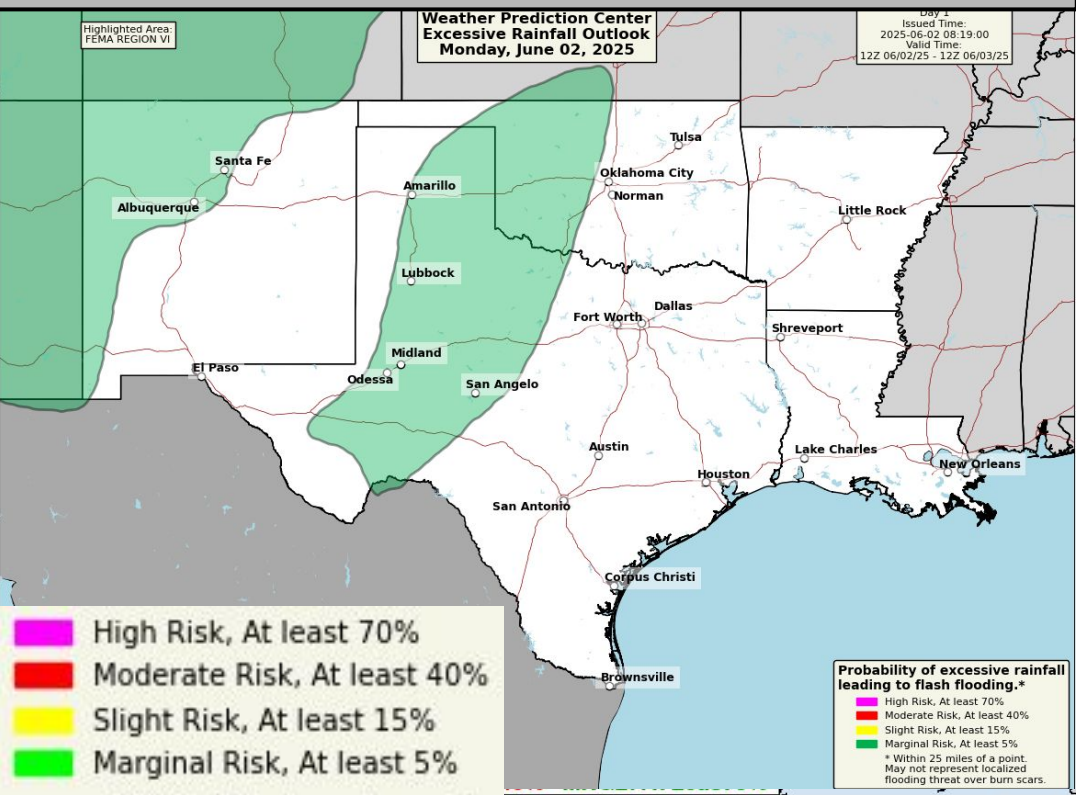 Highlighted Area:
FEMA REGION VI
Weather Prediction Center
Excessive Rainfall Outlook
Monday, June 02, 2025
Day 1
Issued Time:
2025-06-02 08:19:00
Valid Time:
12Z 06/02/25 - 12Z 06/03/25
Tulsa
Santa Fe
Oklahoma City
Amarillo
Norman
Albuquerque
Little Rock
Lubbock
Dallas
Fort Worth
Shreveport
Midland
El Paso
Odessa
San Angelo
Austin
Lake Charles
New Orleans
Houston
San Antonio
Corpus Christi
Brownsville
High Risk, At least 70%
Moderate Risk, At least 40%
Slight Risk, At least 15%
Marginal Risk, At least 5%
Probability of excessive rainfall
leading to flash flooding.*
High Risk, At least 70%
Moderate Risk, At least 40%
Slight Risk, At least 15%
Marginal Risk, At least 5%
* Within 25 miles of a point.
May not represent localized
flooding threat over burn scars.